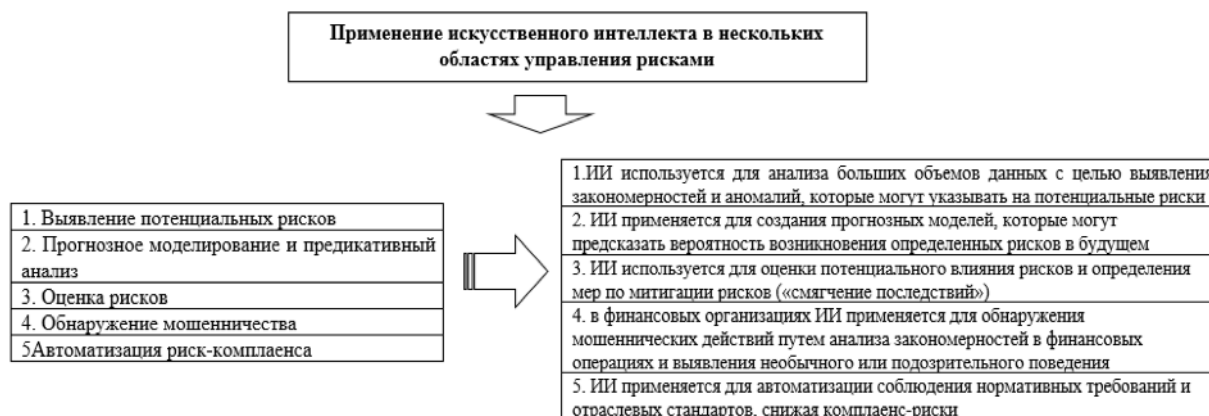 Применение искусственного интеллекта в нескольких
областях управления рисками
1. Выявление потенциальных рисков
2. Прогнозное моделирование и предикативный
анализ
3. Оценка рисков
4. Обнаружение мошенничества
5Автоматизация риск-комплаенса
1.ИИ используется для анализа больших объемов данных с целью выявления
закономерностей и аномалий, которые могут указывать на потенциальные риски
2. ИИ применяется для создания прогнозных моделей, которые могут
предсказать вероятность возникновения определенных рисков в будущем
3. ИИ используется для оценки потенциального влияния рисков и определения
мер по митигации рисков («смягчение последствий»)
4. в финансовых организациях ИИ применяется для обнаружения
мошеннических действий путем анализа закономерностей в финансовых
операциях и выявления необычного или подозрительного поведения
5. ИИ применяется для автоматизации соблюдения нормативных требований и
отраслевых стандартов, снижая комплаенс-риски